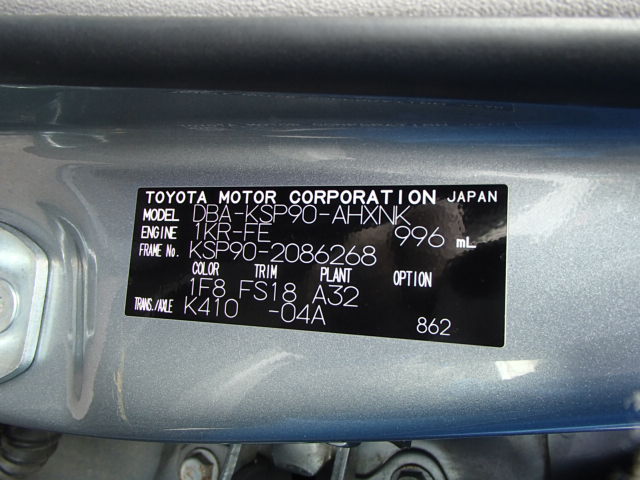 TOYOTA MOTOR CORPORATION JAPAN
MODEL DBA-KSP90-AHXNK
ENGINE 1KR-FE 996 mL
FRAME No. KSP90-2086268
COLOR TRIM PLANT OPTION
1F8 FS18 A32
TRANS./AXLE K410 -04A
862